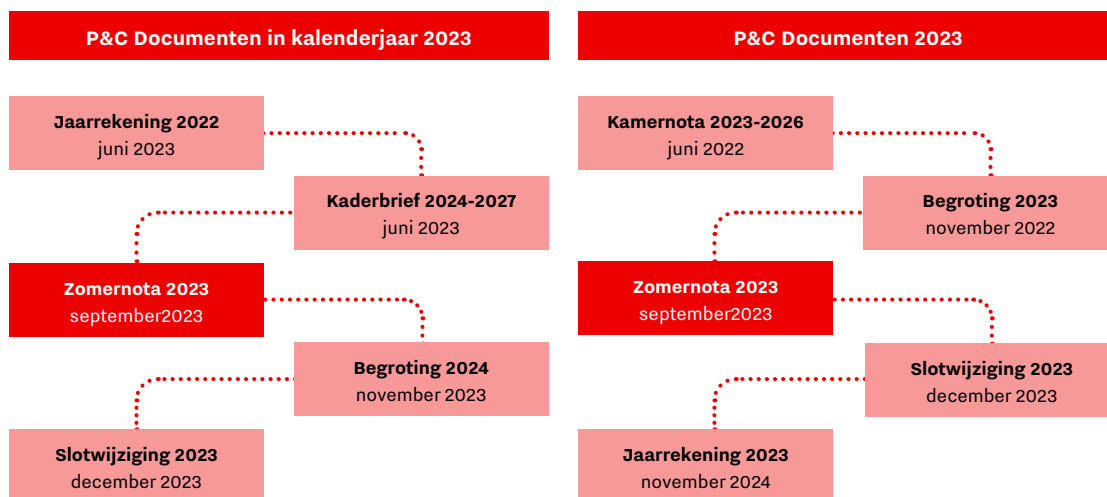 P&C Documenten in kalenderjaar 2023
Jaarrekening 2022
juni 2023
Kaderbrief 2024-2027
juni 2023
Zomernota 2023
september2023
Begroting 2024
november 2023
Slotwijziging 2023
december 2023
P&C Documenten 2023
Kamernota 2023-2026
juni 2022
Begroting 2023
november 2022
Zomernota 2023
september2023
Slotwijziging 2023
december 2023
Jaarrekening 2023
november 2024